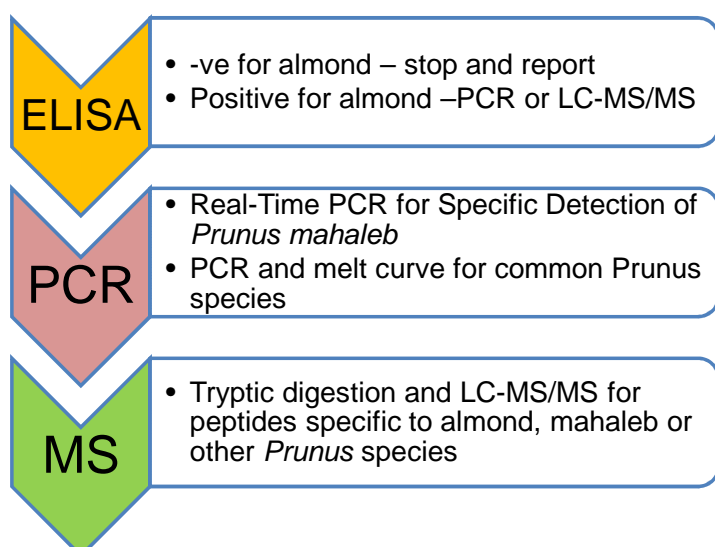 ELISA
• -ve for almond – stop and report
• Positive for almond –PCR or LC-MS/MS
PCR
• Real-Time PCR for Specific Detection of
Prunus mahaleb
• PCR and melt curve for common Prunus
species
MS
• Tryptic digestion and LC-MS/MS for
peptides specific to almond, mahaleb or
other Prunus species